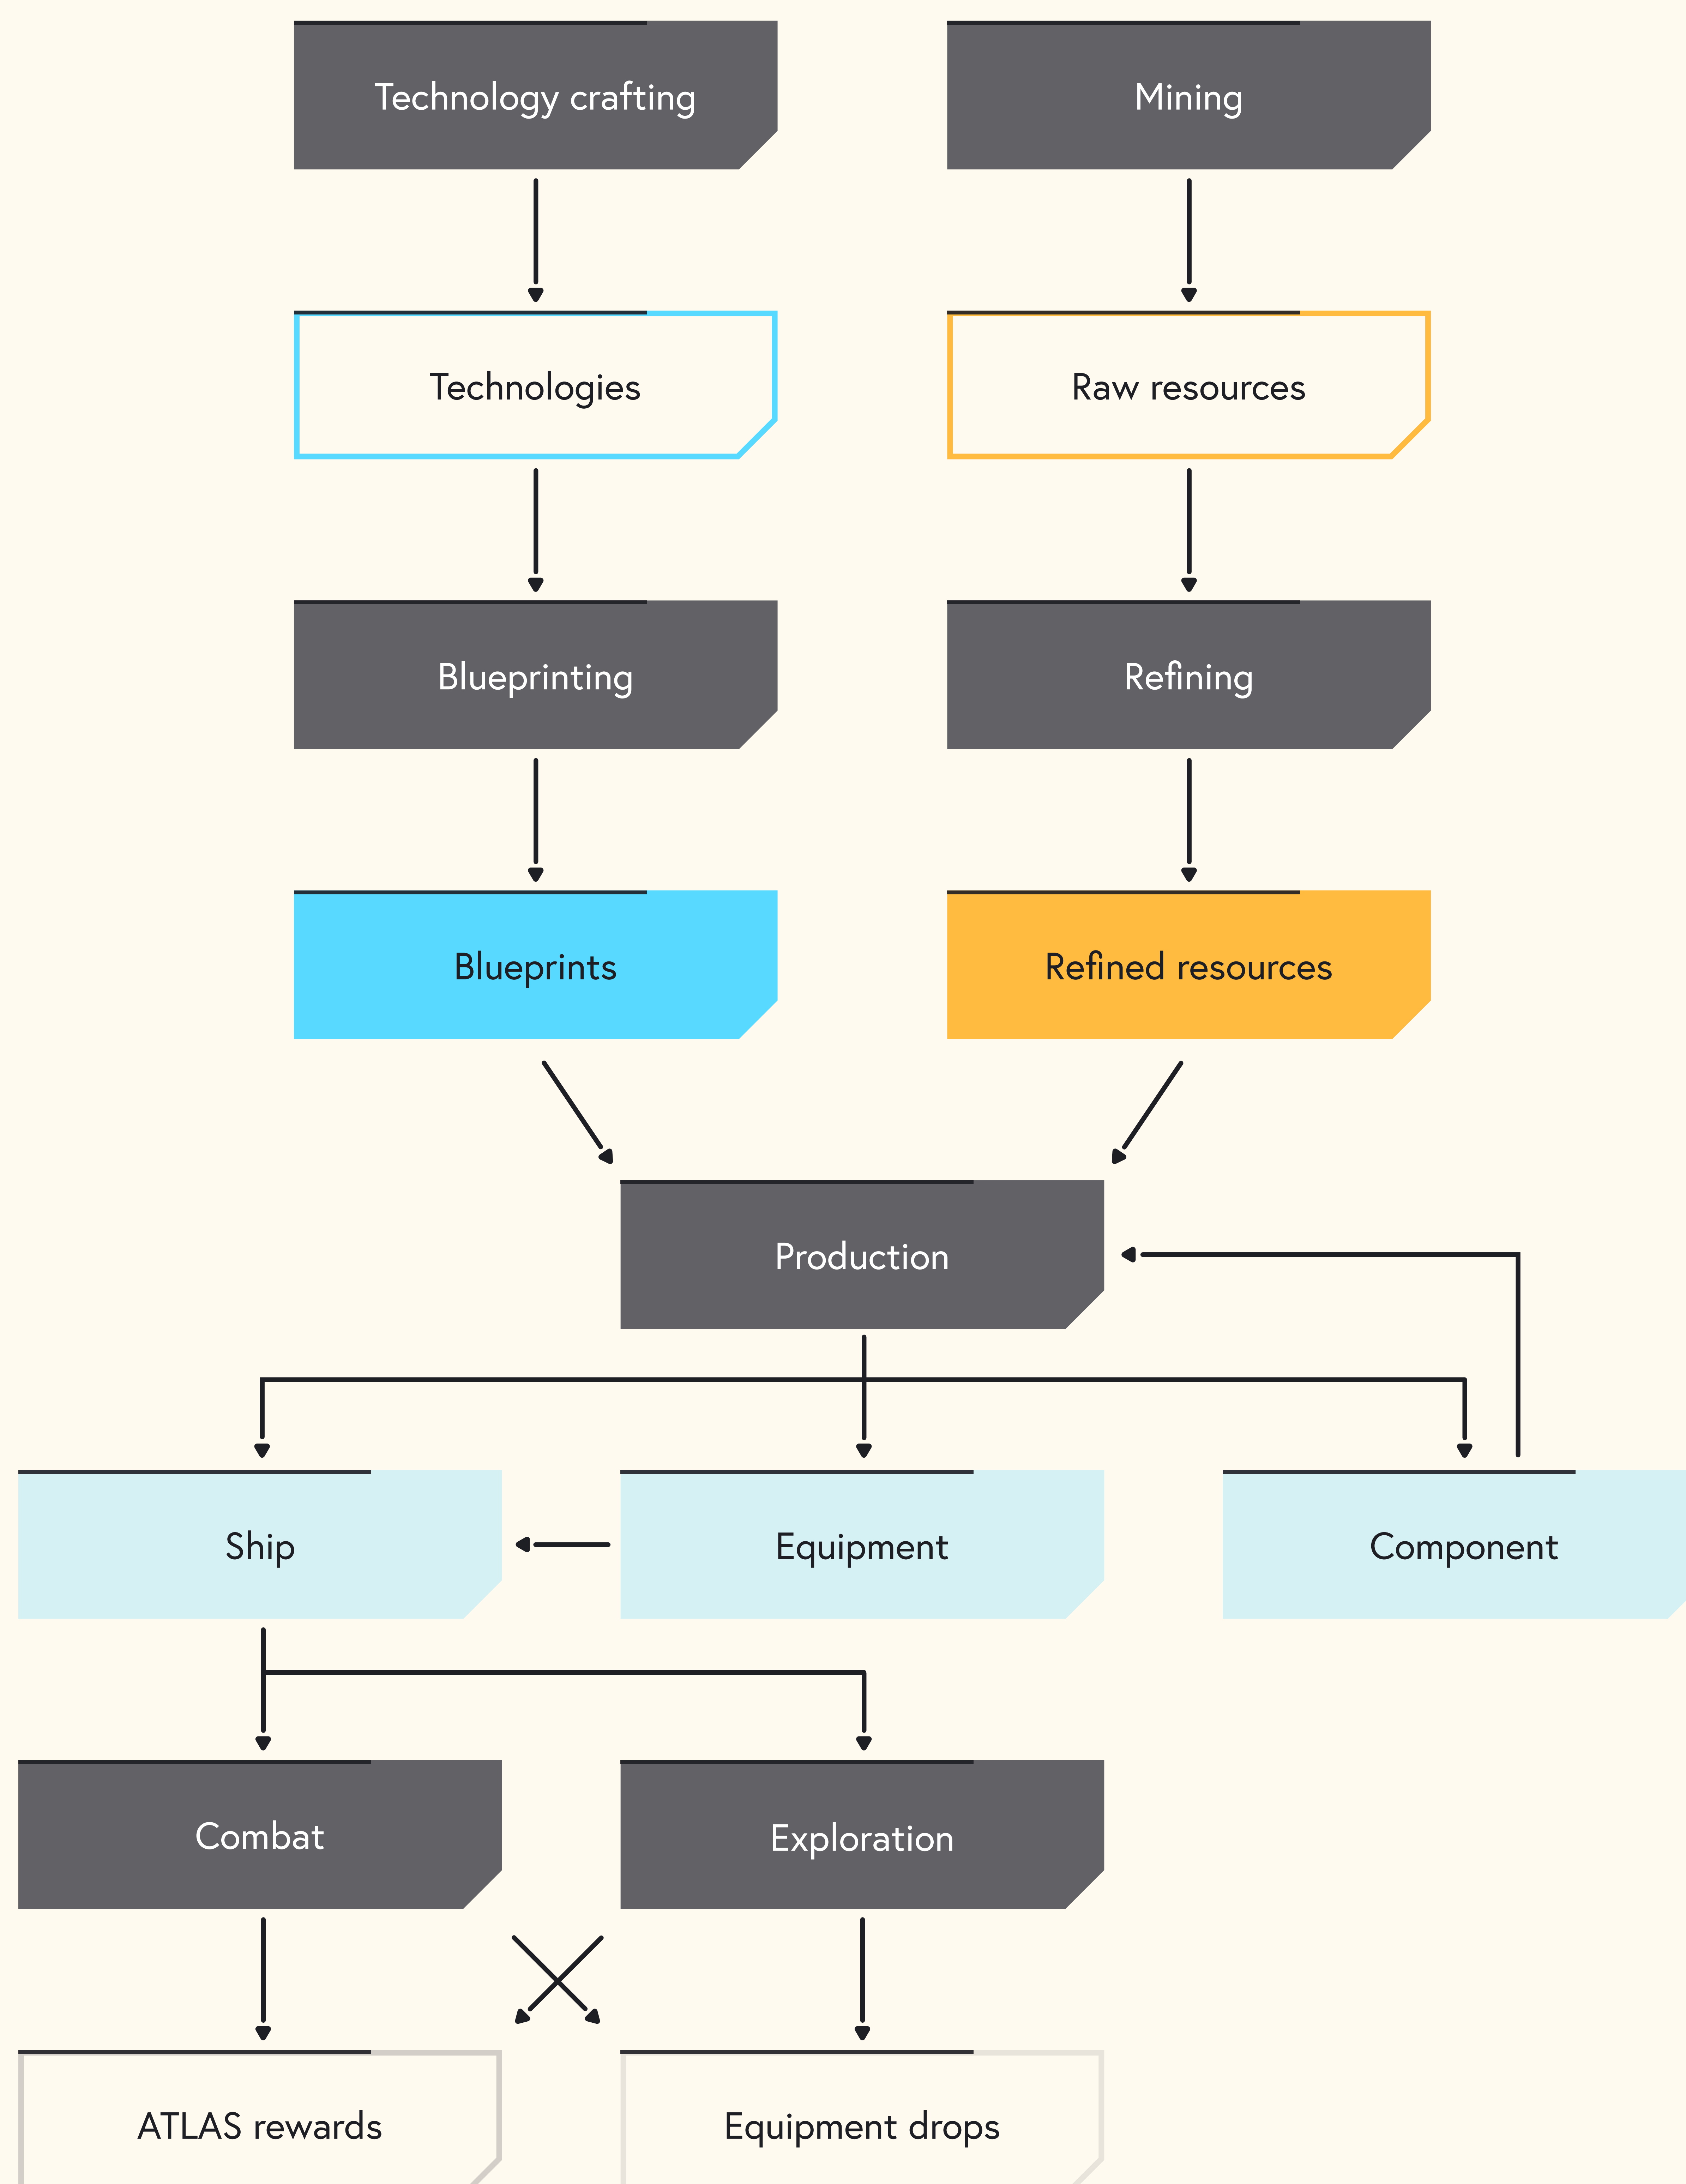 Technology crafting
Mining
Technologies
Raw resources
Blueprinting
Refining
Blueprints
Refined resources
Production
Ship
Equipment
Component
Combat
Exploration
ATLAS rewards
Equipment drops